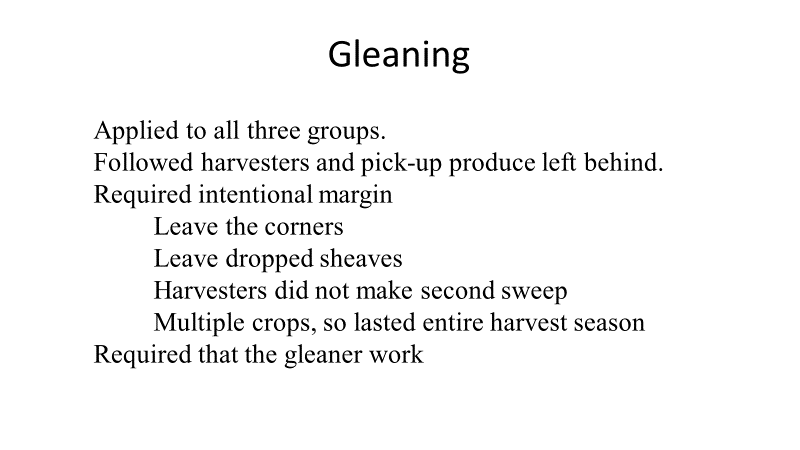 Gleaning
Applied to all three groups.
Followed harvesters and pick-up produce left behind.
Required intentional margin
Leave the corners
Leave dropped sheaves
Harvesters did not make second sweep
Multiple crops, so lasted entire harvest season
Required that the gleaner work